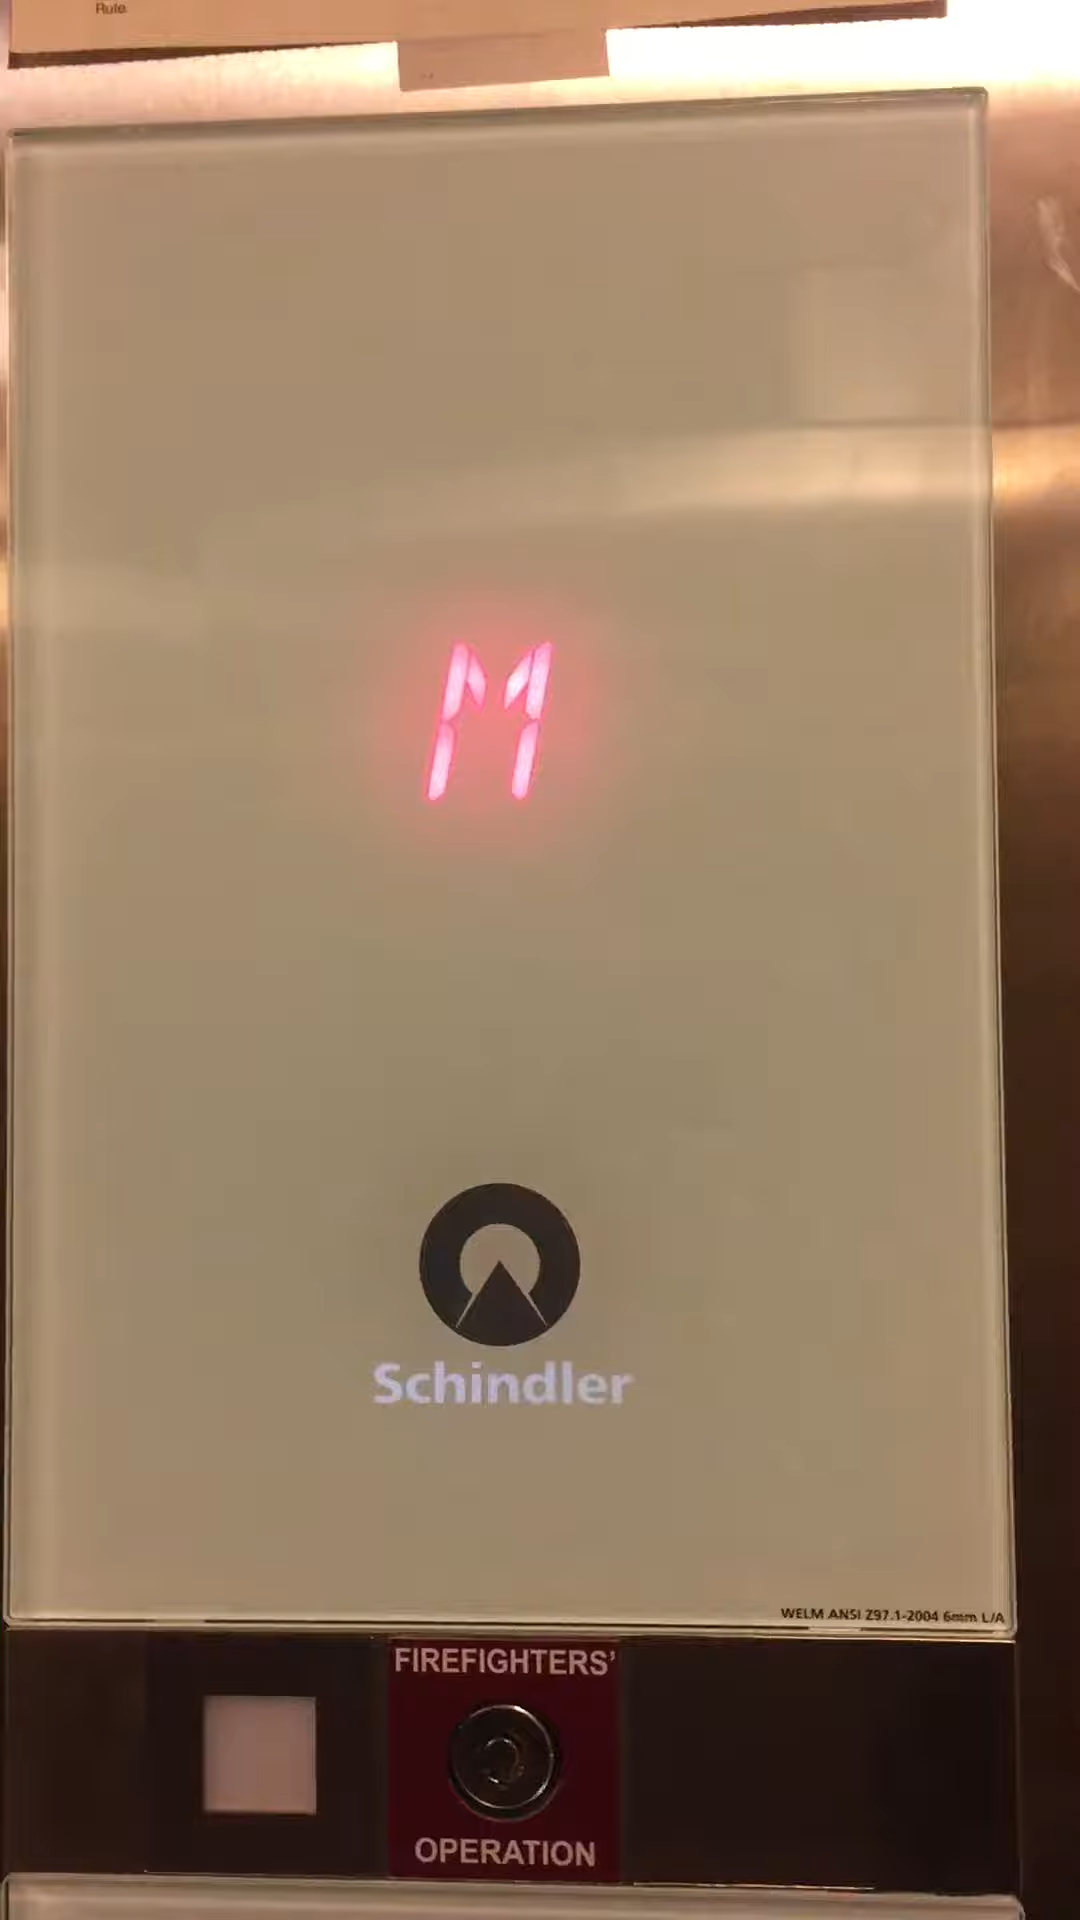 Rule.
M
Schindler
WELM ANSI Z97.1-2004 6mm L/A
FIREFIGHTERS'
OPERATION